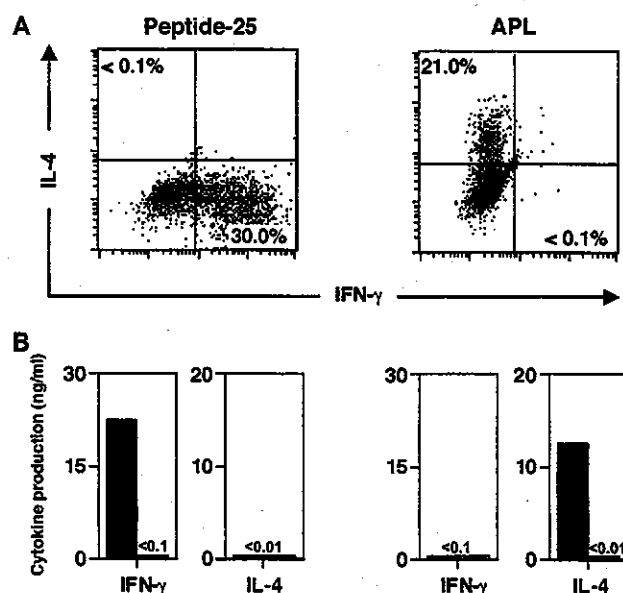 A
Peptide-25
APL
< 0.1%
30.0%
21.0%
< 0.1%
IL-4
IFN-γ
B
Cytokine production (ng/ml)
30
15
0
<0.1
IFN-γ
20
10
0
<0.01
IL-4
30
15
0
<0.1
IFN-γ
20
10
0
<0.01
IL-4